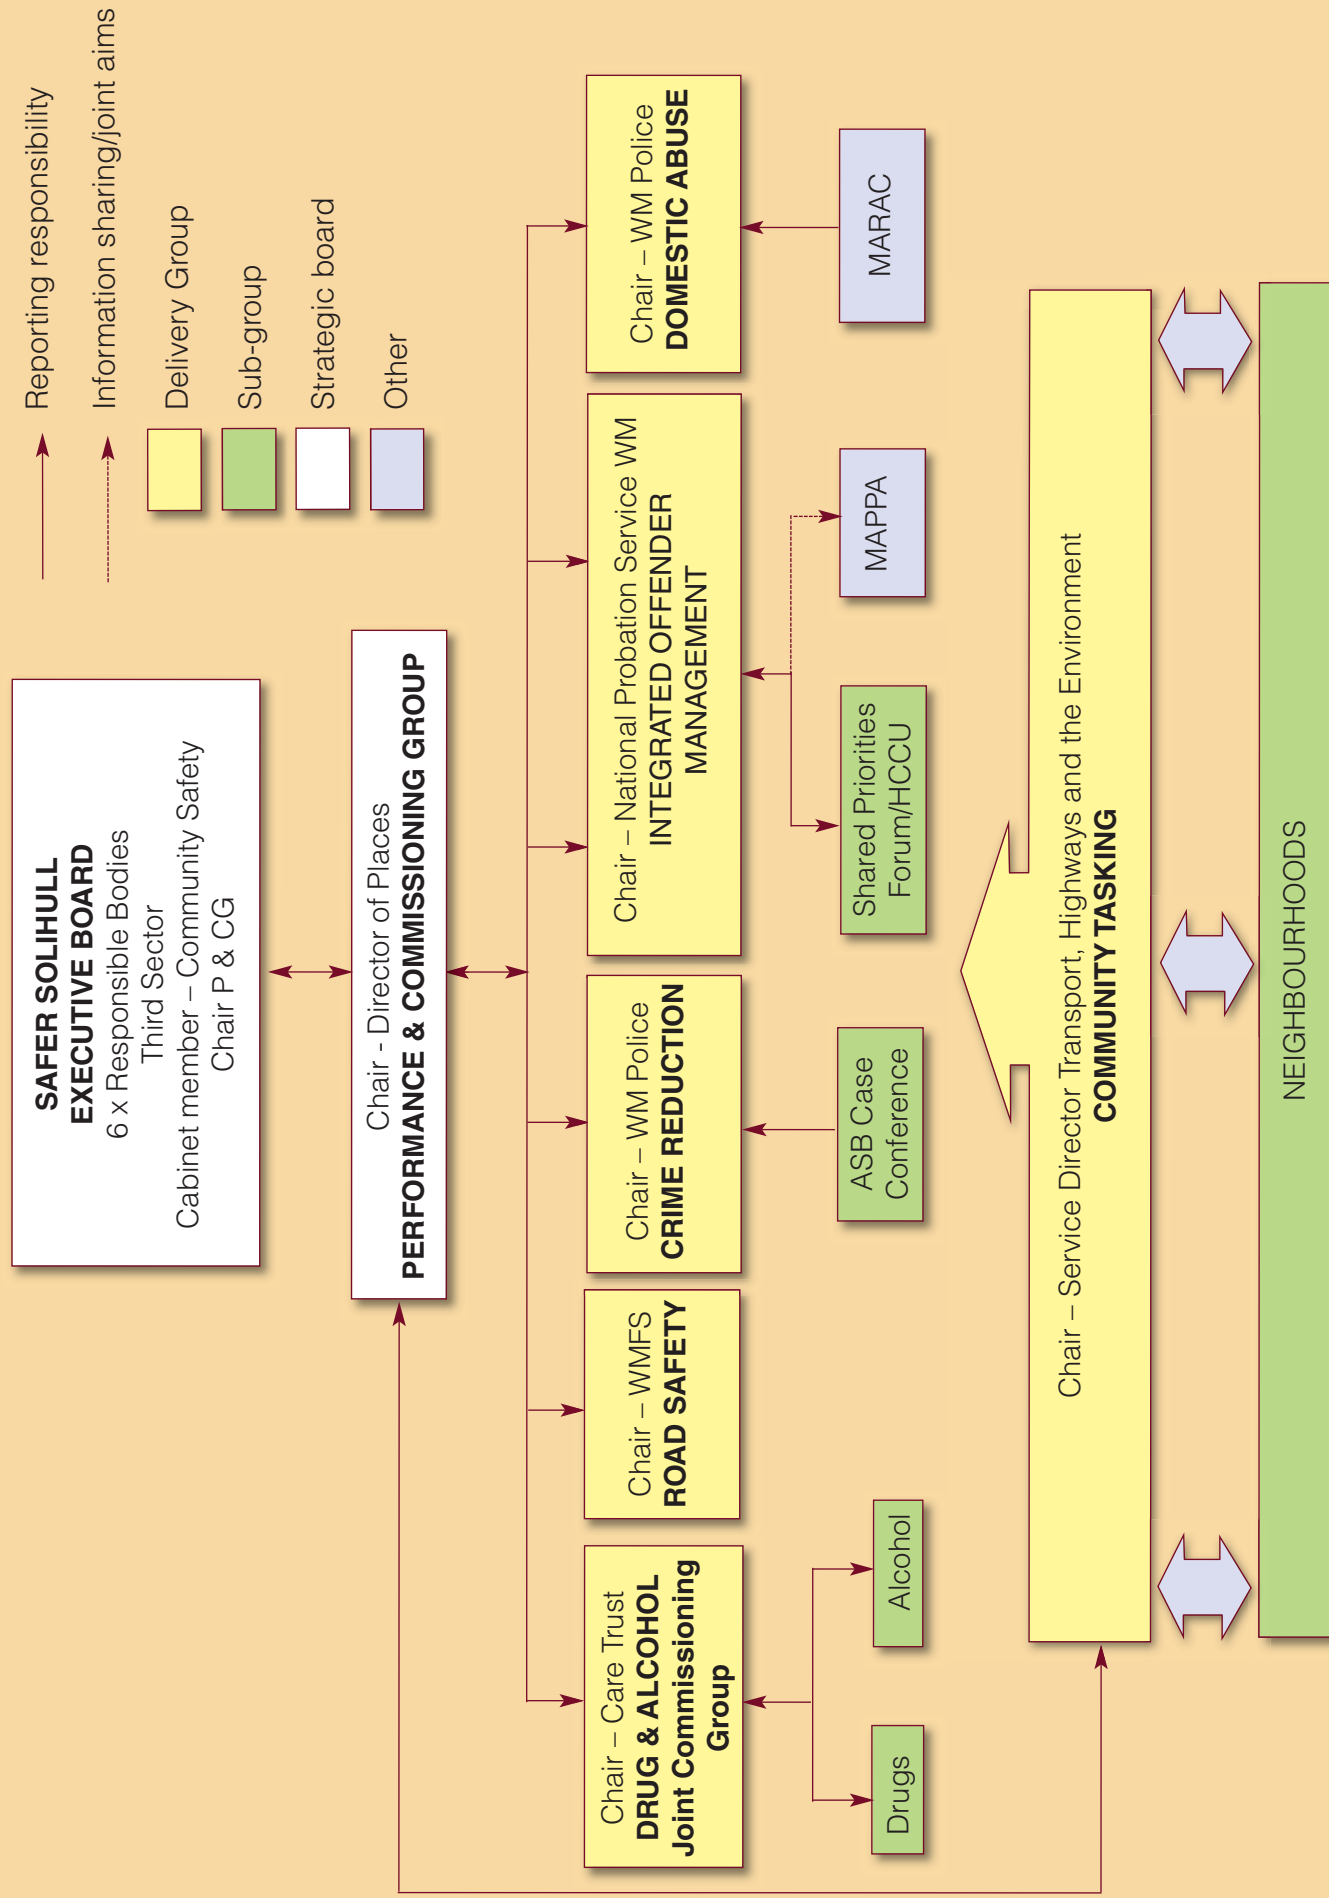 SAFER SOLIHULL
EXECUTIVE BOARD
6 x Responsible Bodies
Third Sector
Cabinet member – Community Safety
Chair P & CG
Reporting responsibility
Information sharing/joint aims
Delivery Group
Sub-group
Strategic board
Other
Chair - Director of Places
PERFORMANCE & COMMISSIONING GROUP
Chair – Care Trust
DRUG & ALCOHOL
Joint Commissioning
Group
Chair – WMFS
ROAD SAFETY
Chair – WM Police
CRIME REDUCTION
Chair – National Probation Service WM
INTEGRATED OFFENDER
MANAGEMENT
Chair – WM Police
DOMESTIC ABUSE
Drugs
Alcohol
ASB Case
Conference
Shared Priorities
Forum/HCCU
MAPPA
MARAC
Chair – Service Director Transport, Highways and the Environment
COMMUNITY TASKING
NEIGHBOURHOODS